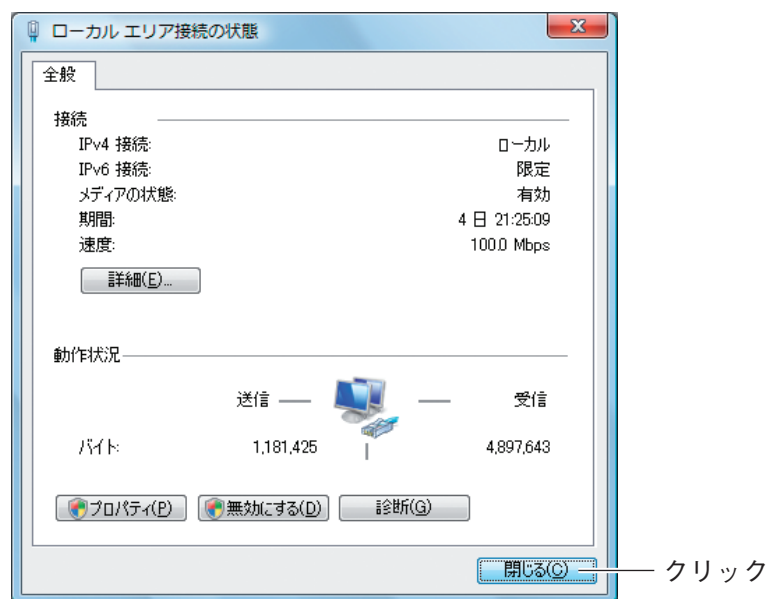 ローカル エリア接続の状態
全般
接続
IPv4 接続: ローカル
IPv6 接続: 限定
メディアの状態: 有効
期間: 4 日 21:25:09
速度: 100.0 Mbps
詳細(E)...
動作状況
送信 受信
バイト: 1,181,425 4,897,643
プロパティ(P) 無効にする(D) 診断(G)
閉じる(C) クリック